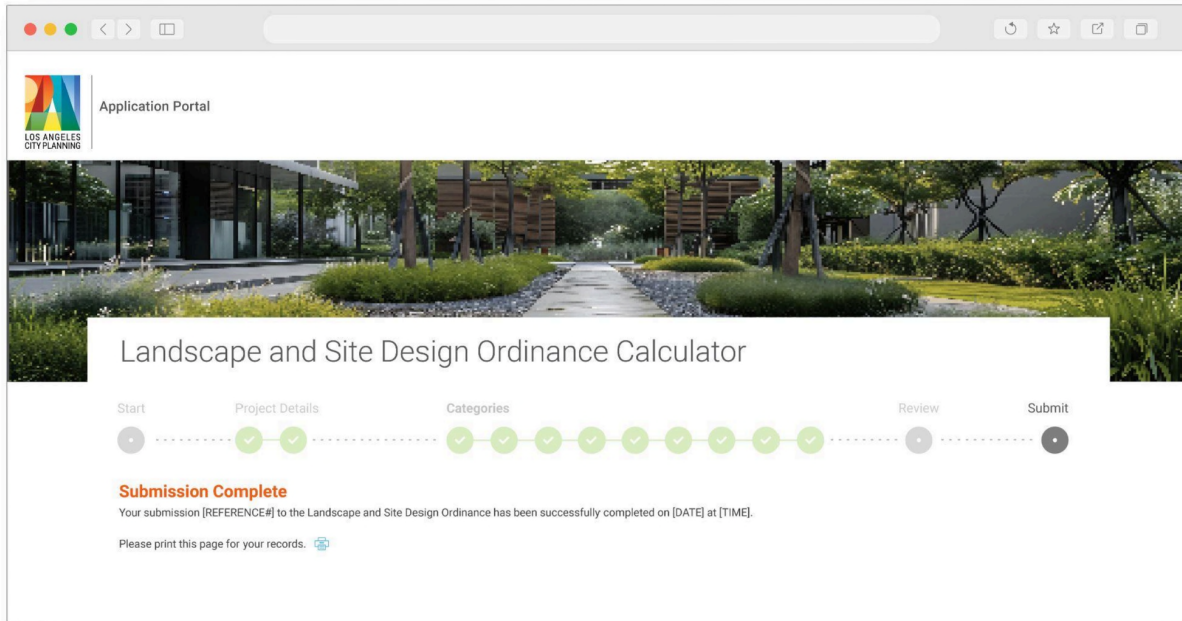 LOS ANGELES
CITY PLANNING
Application Portal
Landscape and Site Design Ordinance Calculator
Start Project Details Categories Review Submit
Submission Complete
Your submission [REFERENCE#] to the Landscape and Site Design Ordinance has been successfully completed on [DATE] at [TIME].
Please print this page for your records.